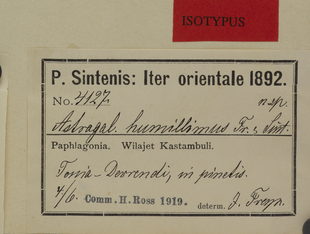 ISOTYPUS
P. Sintenis: Iter orientale 1892.
No. 4127. n. sp.
Astragal. humillimus Fr. & Sint.
Paphlagonia. Wilajet Kastambuli.
Tossia-Devrendi, in pinetis.
4/6. Comm. H. Ross 1919. determ. J. Freyn.